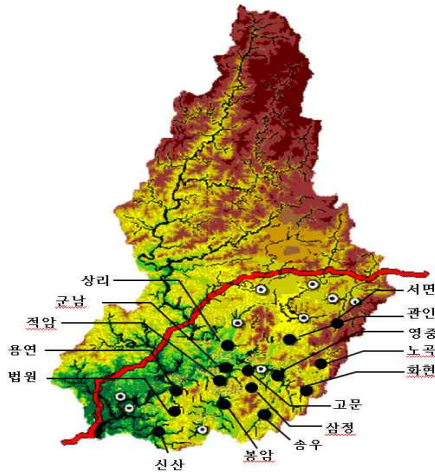 상리
군남
적암
용연
법원
신산
서면
관인
영중
노곡
화현
고문
삼정
송우
봉암